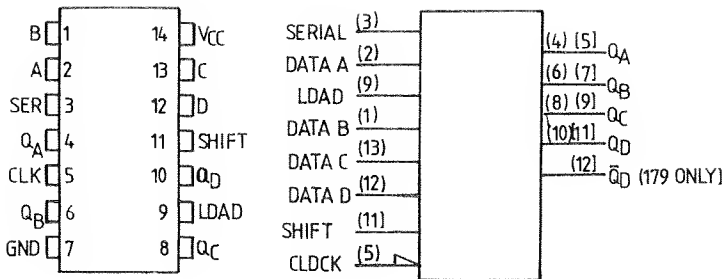 B 1 14 VCC
A 2 13 C
SER 3 12 D
QA 4 11 SHIFT
CLK 5 10 QD
QB 6 9 LDAD
GND 7 8 QC
SERIAL (3)
DATA A (2)
LDAD (9)
DATA B (1)
DATA C (13)
DATA D (12)
SHIFT (11)
CLDCK (5)
(4) [5] QA
(6) (7] QB
(8) (9] QC
(10)[11] QD
(12] Q̄D (179 ONLY]